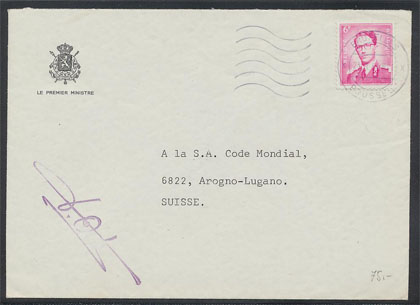 LE PREMIER MINISTRE
A la S.A. Code Mondial,
6822, Arogno-Lugano.
SUISSE.
75.-